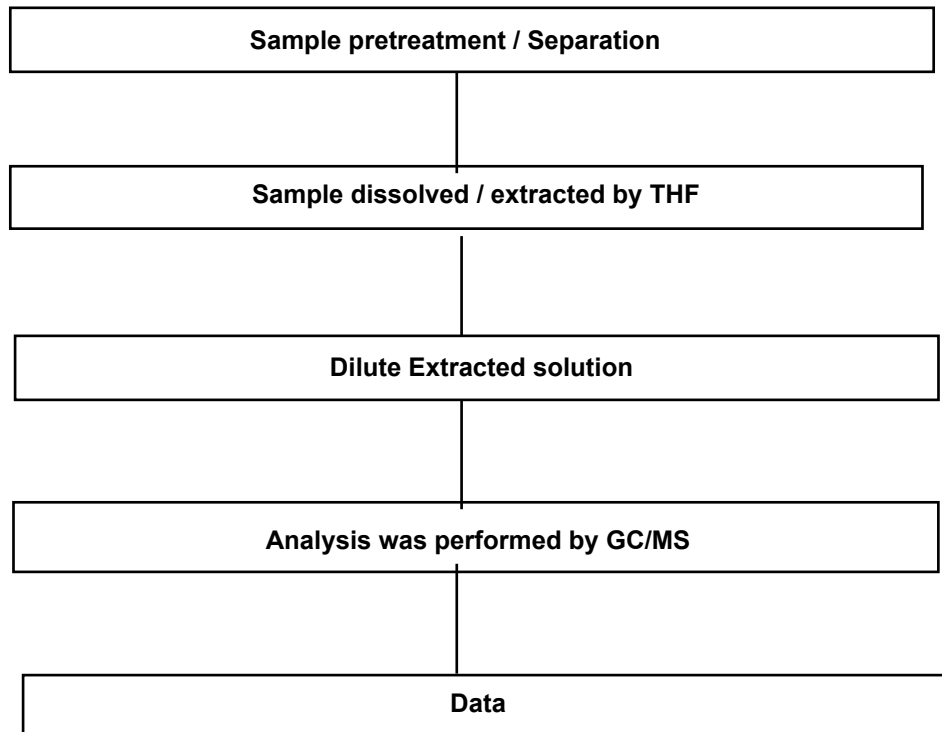 Sample pretreatment / Separation
Sample dissolved / extracted by THF
Dilute Extracted solution
Analysis was performed by GC/MS
Data